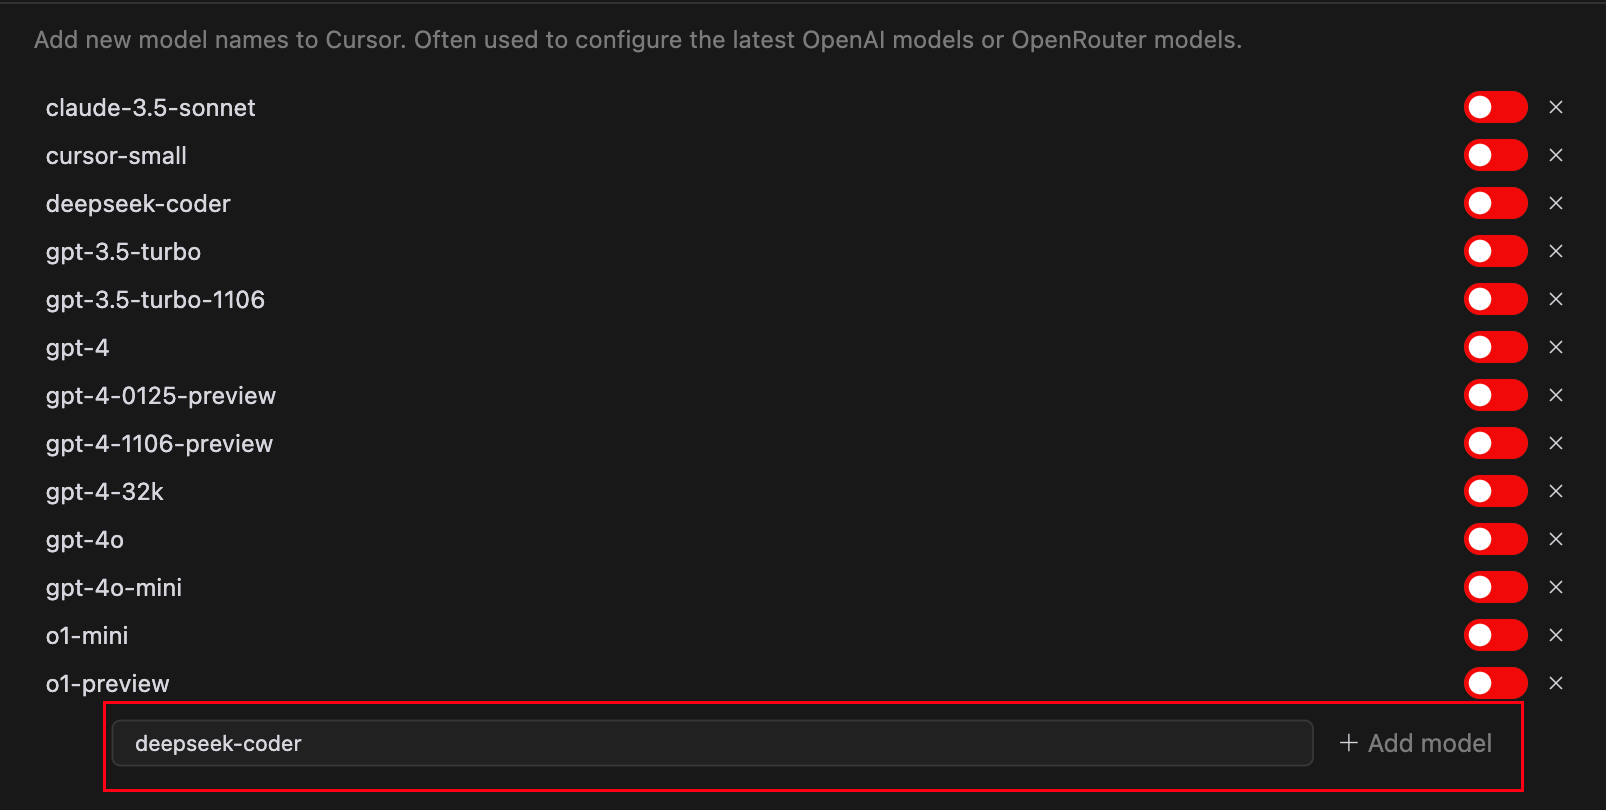 Add new model names to Cursor. Often used to configure the latest OpenAI models or OpenRouter models.
claude-3.5-sonnet
cursor-small
deepseek-coder
gpt-3.5-turbo
gpt-3.5-turbo-1106
gpt-4
gpt-4-0125-preview
gpt-4-1106-preview
gpt-4-32k
gpt-4o
gpt-4o-mini
o1-mini
o1-preview
deepseek-coder + Add model